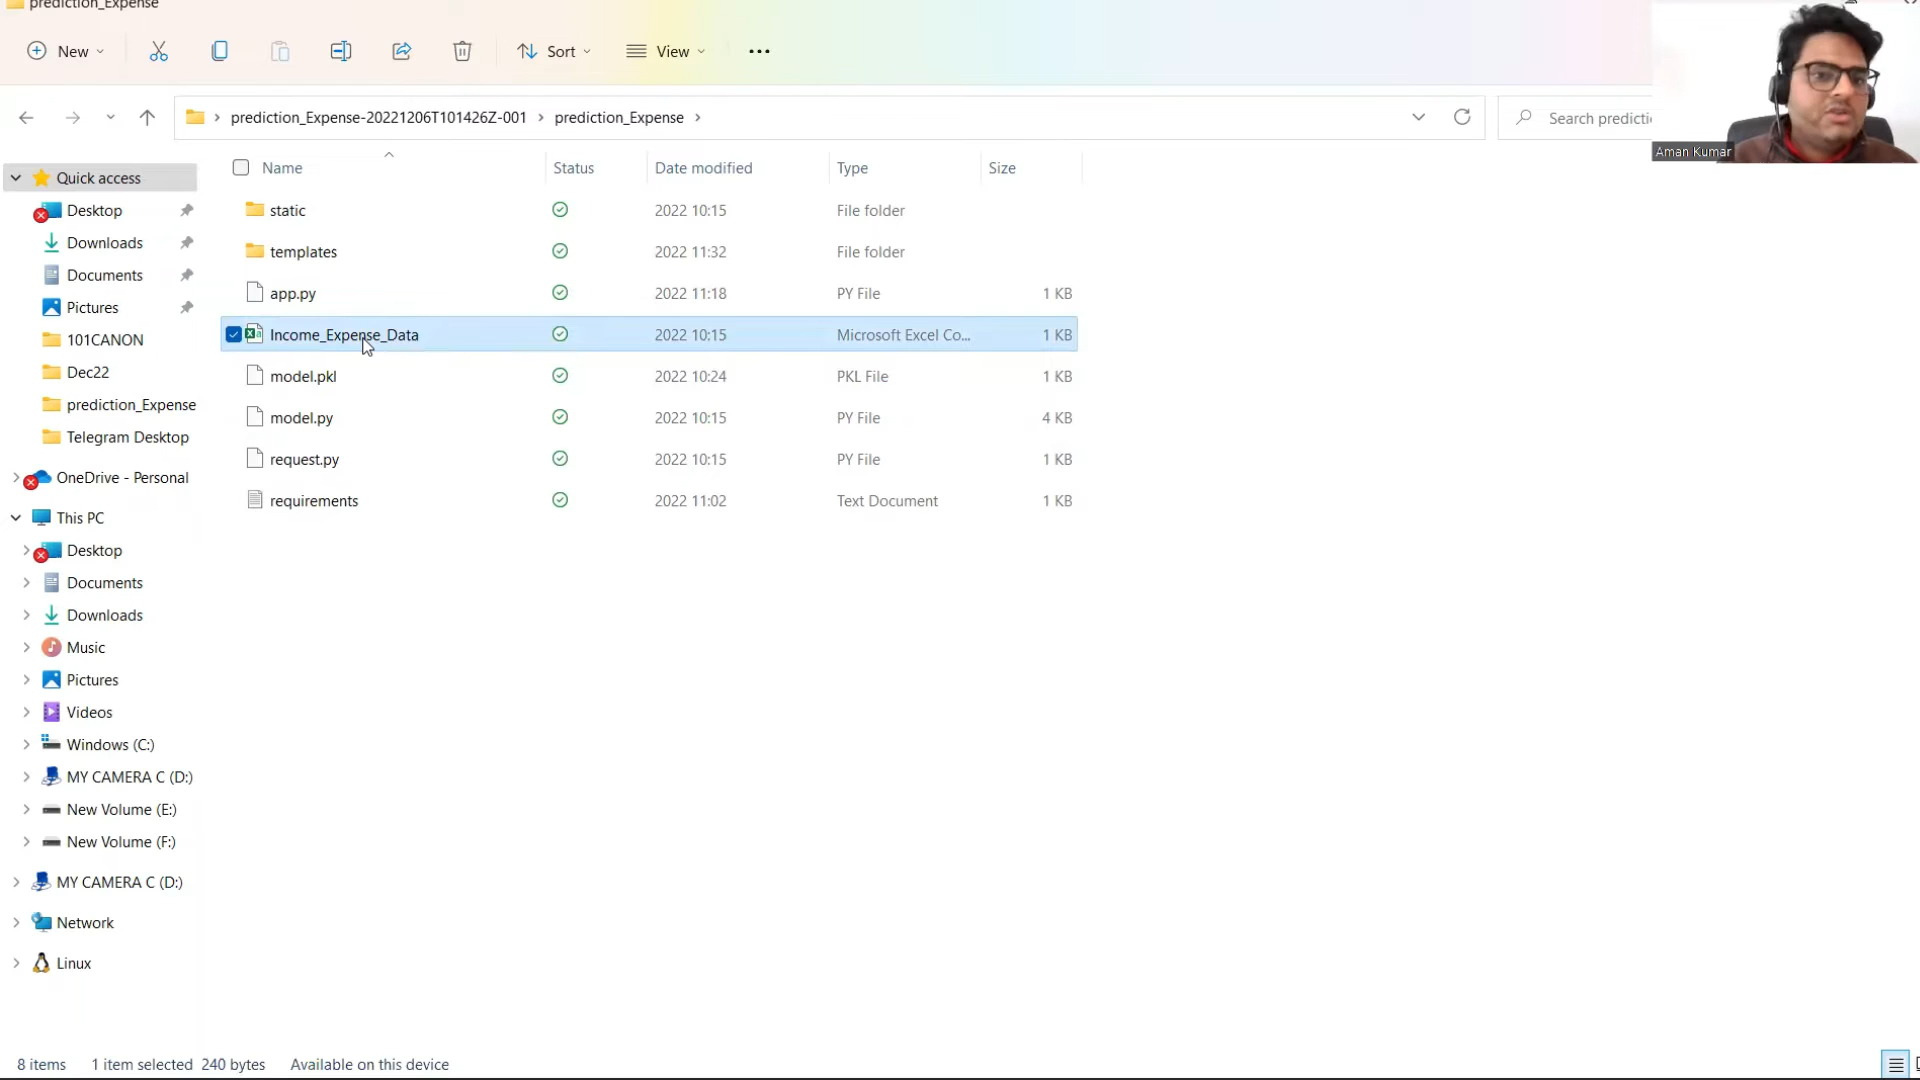 prediction_Expense
New
Sort
View
prediction_Expense-20221206T101426Z-001
prediction_Expense
Search predicti
Aman Kumar
Name
Status
Date modified
Type
Size
static
2022 10:15
File folder
templates
2022 11:32
File folder
app.py
2022 11:18
PY File
1 KB
Income_Expense_Data
2022 10:15
Microsoft Excel Co...
1 KB
model.pkl
2022 10:24
PKL File
1 KB
model.py
2022 10:15
PY File
4 KB
request.py
2022 10:15
PY File
1 KB
requirements
2022 11:02
Text Document
1 KB
Quick access
Desktop
Downloads
Documents
Pictures
101CANON
Dec22
prediction_Expense
Telegram Desktop
OneDrive - Personal
This PC
Desktop
Documents
Downloads
Music
Pictures
Videos
Windows (C:)
MY CAMERA C (D:)
New Volume (E:)
New Volume (F:)
MY CAMERA C (D:)
Network
Linux
8 items
1 item selected 240 bytes
Available on this device